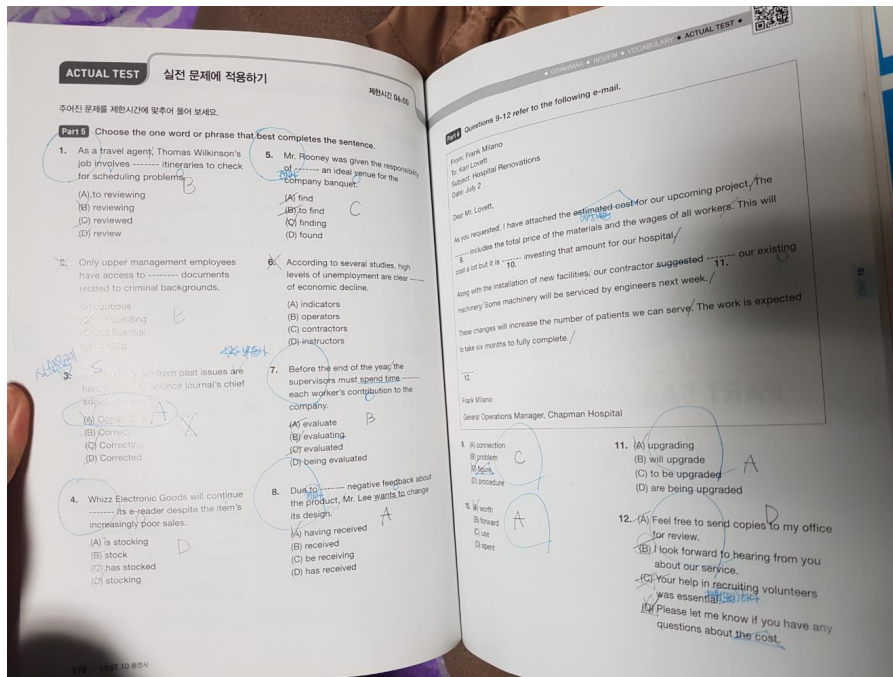 ACTUAL TEST 실전 문제에 적용하기
제한시간 06:00
주어진 문제를 제한시간에 맞추어 풀어 보세요.
Part 5 Choose the one word or phrase that best completes the sentence.
1. As a travel agent, Thomas Wilkinson's
job involves ------- itineraries to check
for scheduling problems.
B
(A) to reviewing
(B) reviewing
(C) reviewed
(D) review
2. Only upper management employees
have access to -------- documents
related to criminal backgrounds.
(A) cautious
B
3. from past issues are
science journal's chief
(A)
A
(B) Correct
(C) Correcting
(D) Corrected
4. Whizz Electronic Goods will continue
------- its e-reader despite the item's
increasingly poor sales.
(A) is stocking
(B) stock
D
(C) has stocked
(D) stocking
5. Mr. Rooney was given the responsibility
of ------- an ideal venue for the
company banquet.
(A) find
(B) to find
C
(C) finding
(D) found
6. According to several studies, high
levels of unemployment are clear -------
of economic decline.
(A) indicators
(B) operators
(C) contractors
(D) instructors
7. Before the end of the year, the
supervisors must spend time -------
each worker's contribution to the
company.
(A) evaluate
B
(B) evaluating
(C) evaluated
(D) being evaluated
8. Due to ------- negative feedback about
the product, Mr. Lee wants to change
its design.
A
(A) having received
(B) received
(C) be receiving
(D) has received
UNIT 10 동명사
GRAMMAR REVIEW VOCABULARY ACTUAL TEST
Part 6 Questions 9-12 refer to the following e-mail.
From: Frank Milano
To: Karl Lovett
Subject: Hospital Renovations
Date: July 2
Dear Mr. Lovett,
As you requested, I have attached the estimated cost for our upcoming project. The
------- includes the total price of the materials and the wages of all workers. This will
9.
cost a lot but it is ------- investing that amount for our hospital.
10.
Along with the installation of new facilities, our contractor suggested ------- our existing
11.
machinery. Some machinery will be serviced by engineers next week.
These changes will increase the number of patients we can serve. The work is expected
to take six months to fully complete.
12.
Frank Milano
General Operations Manager, Chapman Hospital
UNIT 10
9. (A) connection
(B) problem
C
(C) figure
(D) procedure
10. (A) worth
(B) forward
A
(C) use
(D) spent
11. (A) upgrading
(B) will upgrade
A
(C) to be upgraded
(D) are being upgraded
D
12. (A) Feel free to send copies to my office
for review.
(B) I look forward to hearing from you
about our service.
(C) Your help in recruiting volunteers
was essential.
(D) Please let me know if you have any
questions about the cost.